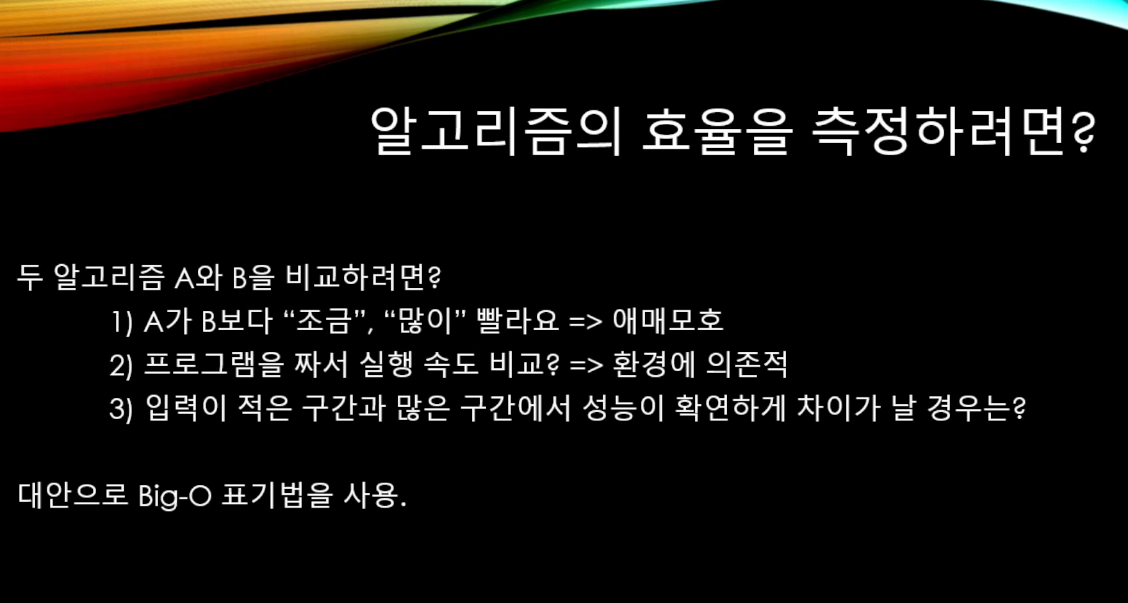 알고리즘의 효율을 측정하려면?
두 알고리즘 A와 B을 비교하려면?
1) A가 B보다 “조금”, “많이” 빨라요 => 애매모호
2) 프로그램을 짜서 실행 속도 비교? => 환경에 의존적
3) 입력이 적은 구간과 많은 구간에서 성능이 확연하게 차이가 날 경우는?
대안으로 Big-O 표기법을 사용.